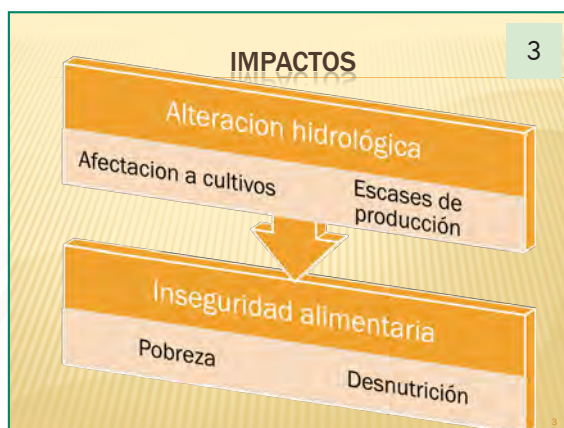 IMPACTOS
3
Alteracion hidrológica
Afectacion a cultivos
Escases de
producción
Inseguridad alimentaria
Pobreza
Desnutrición
3